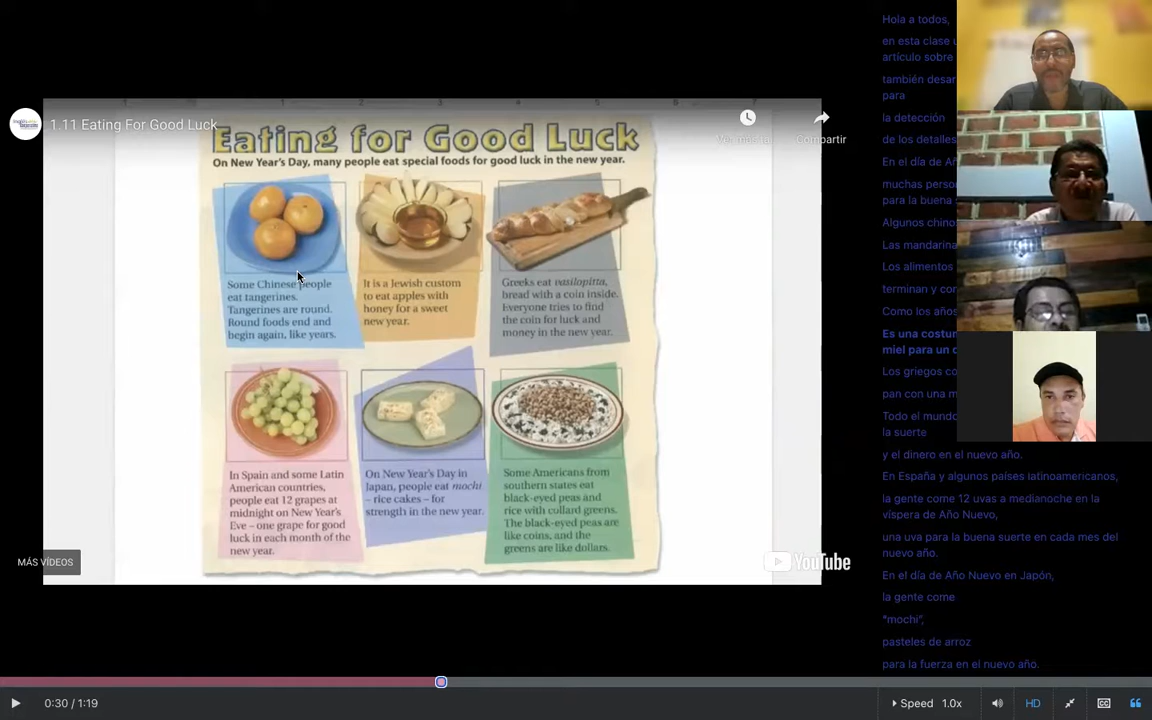 1.11 Eating For Good Luck
Compartir
Eating for Good Luck
On New Year's Day, many people eat special foods for good luck in the new year.
Some Chinese people
eat tangerines.
Tangerines are round.
Round foods end and
begin again, like years.
It is a Jewish custom
to eat apples with
honey for a sweet
new year.
Greeks eat vasilopitta,
bread with a coin inside.
Everyone tries to find
the coin for luck and
money in the new year.
In Spain and some Latin
American countries,
people eat 12 grapes at
midnight on New Year's
Eve – one grape for good
luck in each month of the
new year.
On New Year's Day in
Japan, people eat mochi
– rice cakes – for
strength in the new year.
Some Americans from
southern states eat
black-eyed peas and
rice with collard greens.
The black-eyed peas are
like coins, and the
greens are like dollars.
MÁS VÍDEOS
YouTube
Hola a todos,
en esta clase
artículo sobre
también
para
la detección
de los detalles
En el día de
muchas
para la buena
Algunos
Las mandarina
Los alimentos
terminan y
Como los años
Es una
miel para un
Los griegos
pan con una
Todo el mundo
la suerte
y el dinero en el nuevo año.
En España y algunos países latinoamericanos,
la gente come 12 uvas a medianoche en la
víspera de Año Nuevo,
una uva para la buena suerte en cada mes del
nuevo año.
En el día de Año Nuevo en Japón,
la gente come
"mochi",
pasteles de arroz
para la fuerza en el nuevo año.
0:30 / 1:19
Speed 1.0x
HD